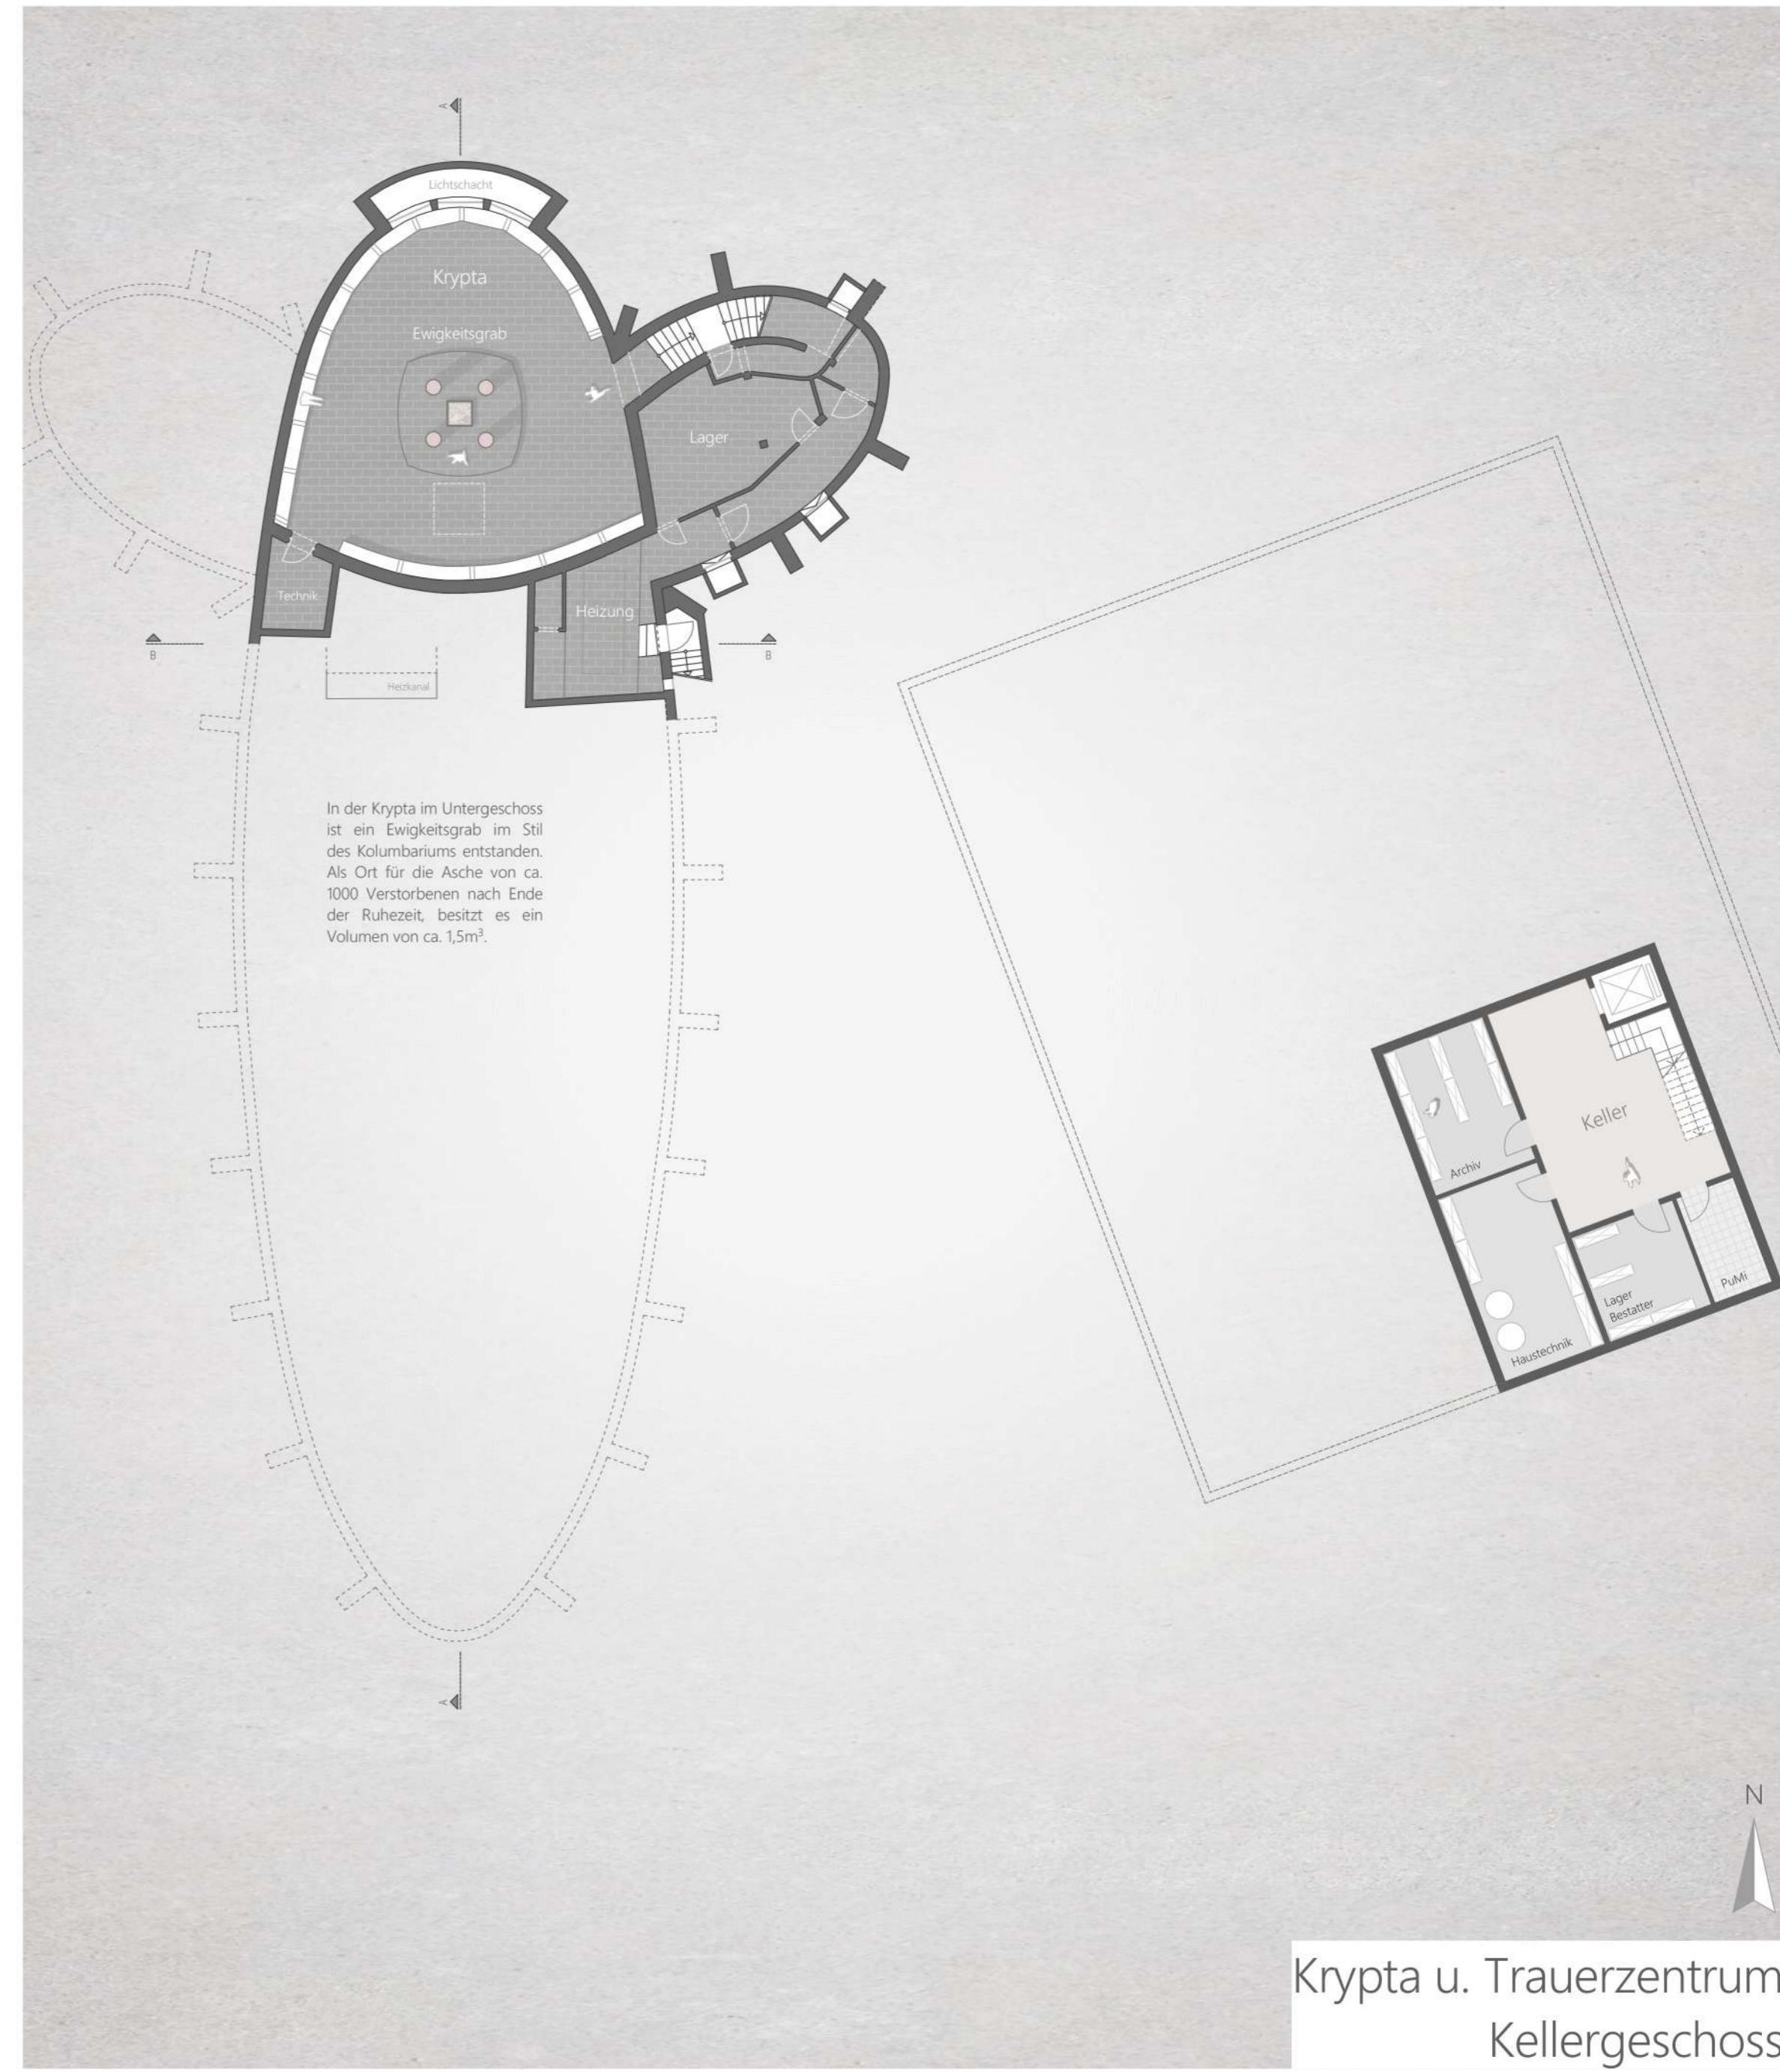 A
Lichtschacht
Krypta
Ewigkeitsgrab
Lager
Technik
Heizung
B
B
Heizkanal
In der Krypta im Untergeschoss
ist ein Ewigkeitsgrab im Stil
des Kolumbariums entstanden.
Als Ort für die Asche von ca.
1000 Verstorbenen nach Ende
der Ruhezeit, besitzt es ein
Volumen von ca. 1,5m³.
Keller
Archiv
Lager
Bestatter
PuMi
Haustechnik
A
N
Krypta u. Trauerzentrum
Kellergeschoss